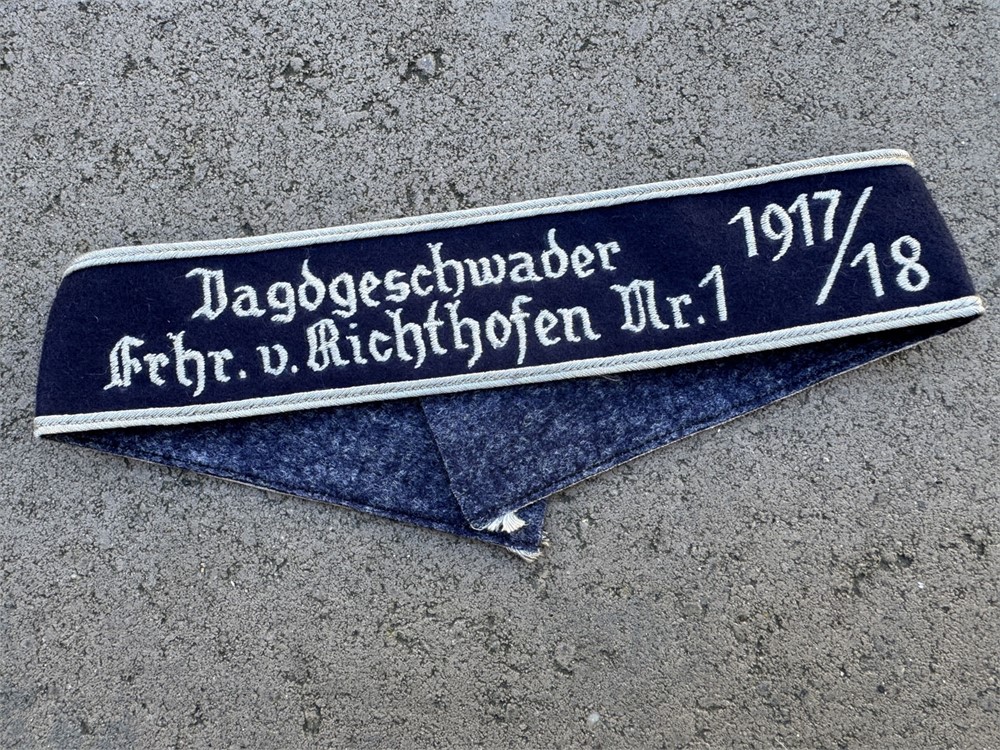 Jagdgeschwader
Frhr. v. Richthofen Nr. 1
1917/18